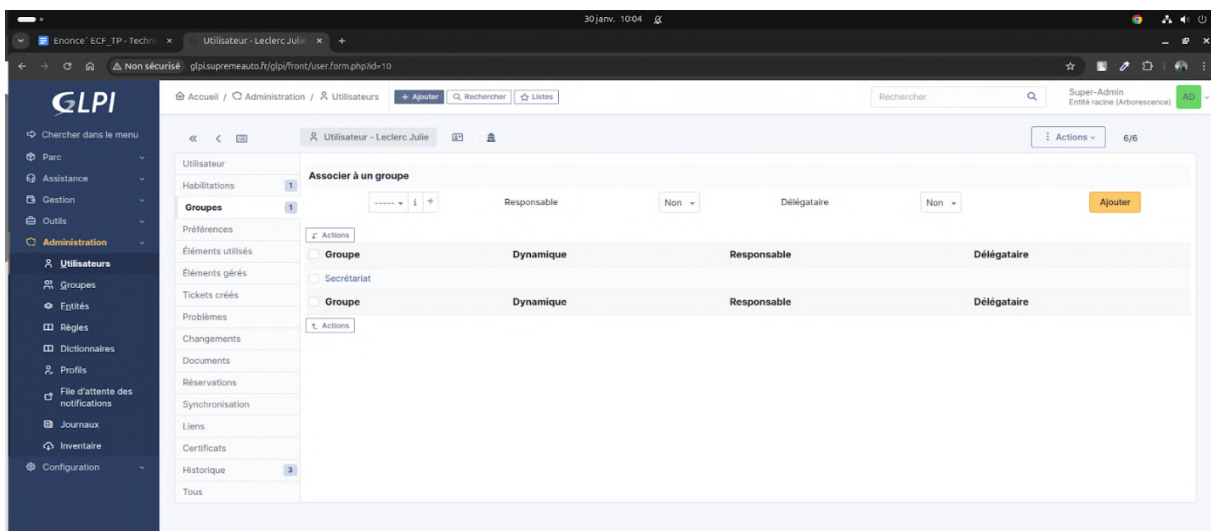 30 janv. 10:04
Enonce ECF_TP - Techni
Utilisateur - Leclerc Julie
Non sécurisé glpi.supremeauto.fr/glpi/front/user.form.php?id=10
GLPI
Accueil / Administration / Utilisateurs + Ajouter Rechercher Listes
Rechercher
Super-Admin
Entité racine (Arborescence)
AD
Chercher dans le menu
Parc
Assistance
Gestion
Outils
Administration
Utilisateurs
Groupes
Entités
Règles
Dictionnaires
Profils
File d'attente des
notifications
Journaux
Inventaire
Configuration
Utilisateur - Leclerc Julie
Actions 6/6
Utilisateur
Habilitations 1
Groupes 1
Préférences
Éléments utilisés
Éléments gérés
Tickets créés
Problèmes
Changements
Documents
Réservations
Synchronisation
Liens
Certificats
Historique 3
Tous
Associer à un groupe
----- i + Responsable Non Délégataire Non Ajouter
Actions
Groupe Dynamique Responsable Délégataire
Secrétariat
Groupe Dynamique Responsable Délégataire
Actions